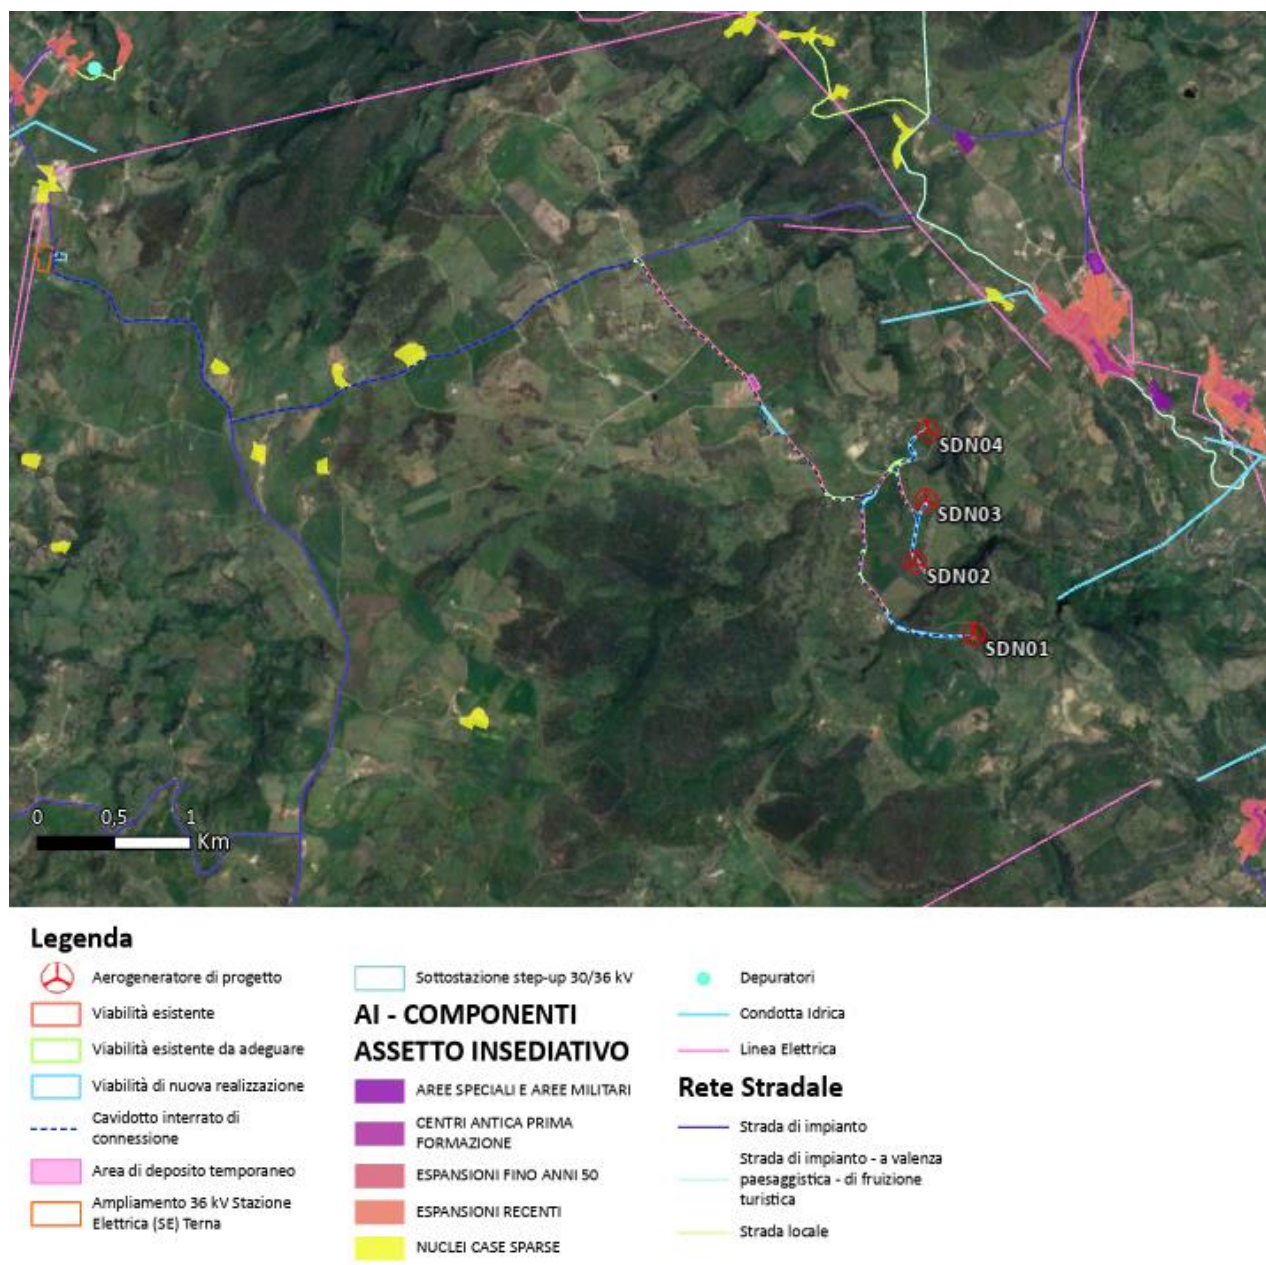 SDN04
SDN03
SDN02
SDN01
0 0,5 1
Km
Legenda
Aerogeneratore di progetto
Viabilità esistente
Viabilità esistente da adeguare
Viabilità di nuova realizzazione
Cavidotto interrato di
connessione
Area di deposito temporaneo
Ampliamento 36 kV Stazione
Elettrica (SE) Terna
Sottostazione step-up 30/36 kV
AI - COMPONENTI
ASSETTO INSEDIATIVO
AREE SPECIALI E AREE MILITARI
CENTRI ANTICA PRIMA
FORMAZIONE
ESPANSIONI FINO ANNI 50
ESPANSIONI RECENTI
NUCLEI CASE SPARSE
Depuratori
Condotta Idrica
Linea Elettrica
Rete Stradale
Strada di impianto
Strada di impianto - a valenza
paesaggistica - di fruizione
turistica
Strada locale